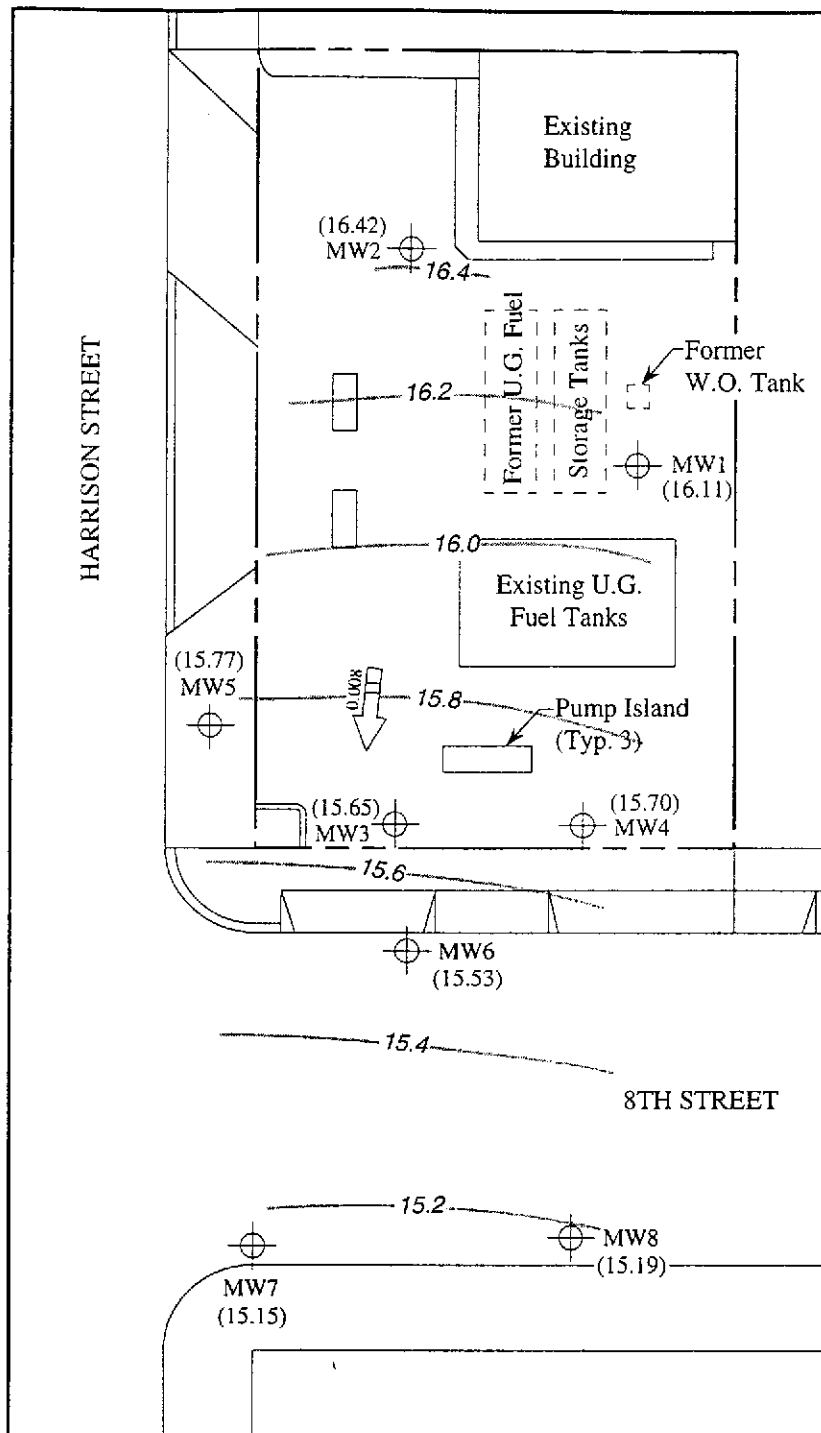 Existing
Building
(16.42)
MW2
16.4
HARRISON STREET
Former U.G. Fuel
Storage Tanks
Former
W.O. Tank
16.2
MW1
(16.11)
16.0
Existing U.G.
Fuel Tanks
(15.77)
MW5
0.008
15.8
Pump Island
(Typ. 3)
(15.65)
MW3
(15.70)
MW4
15.6
MW6
(15.53)
15.4
8TH STREET
15.2
MW7
(15.15)
MW8
(15.19)